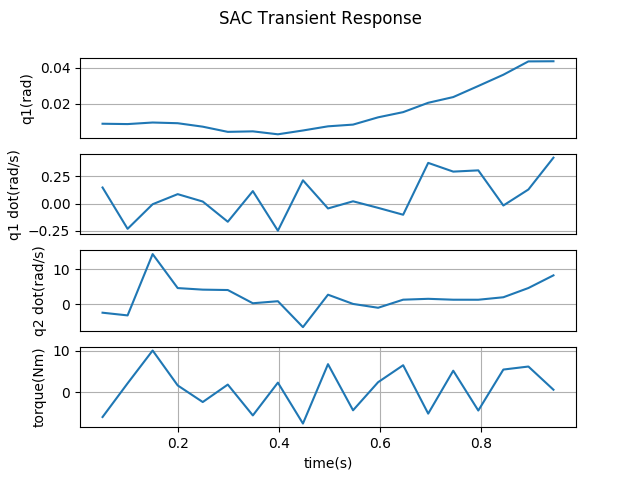 SAC Transient Response
q1(rad)
0.04
0.02
q1 dot(rad/s)
0.25
0.00
−0.25
q2 dot(rad/s)
10
0
torque(Nm)
10
0
0.2 0.4 0.6 0.8
time(s)